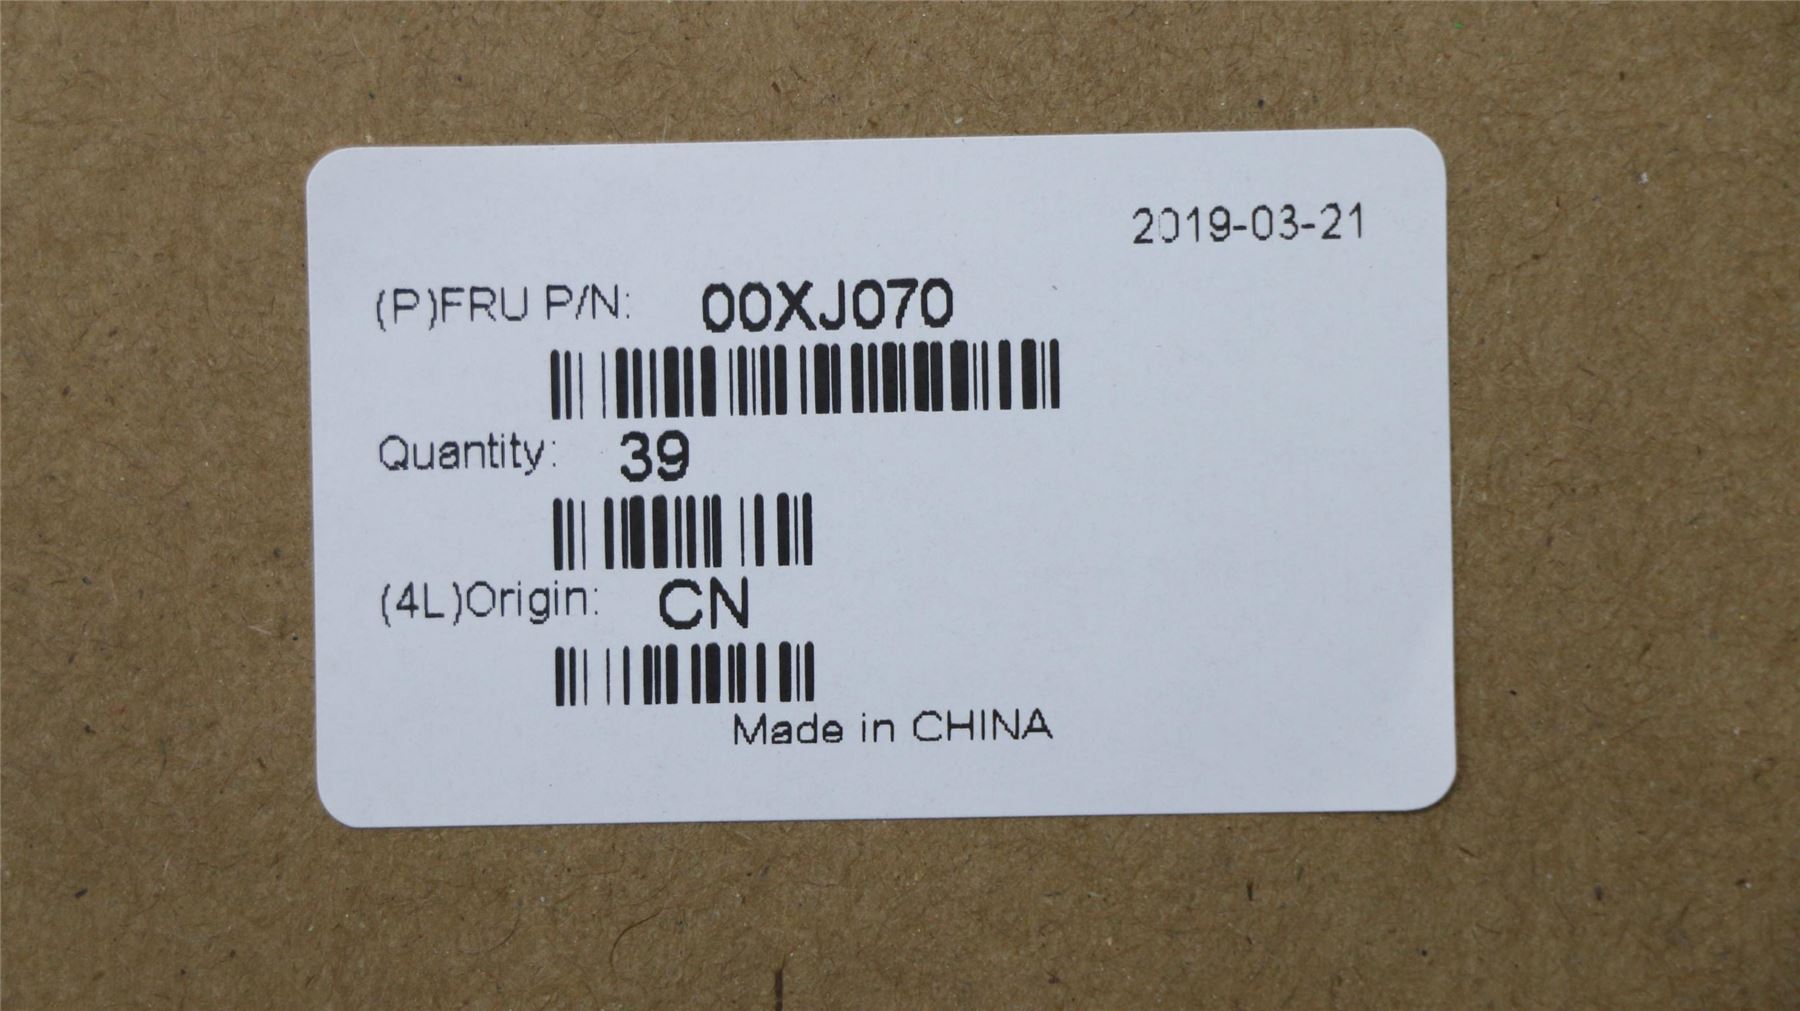 2019-03-21
(P)FRU P/N: 00XJ070
Quantity: 39
(4L)Origin: CN
Made in CHINA